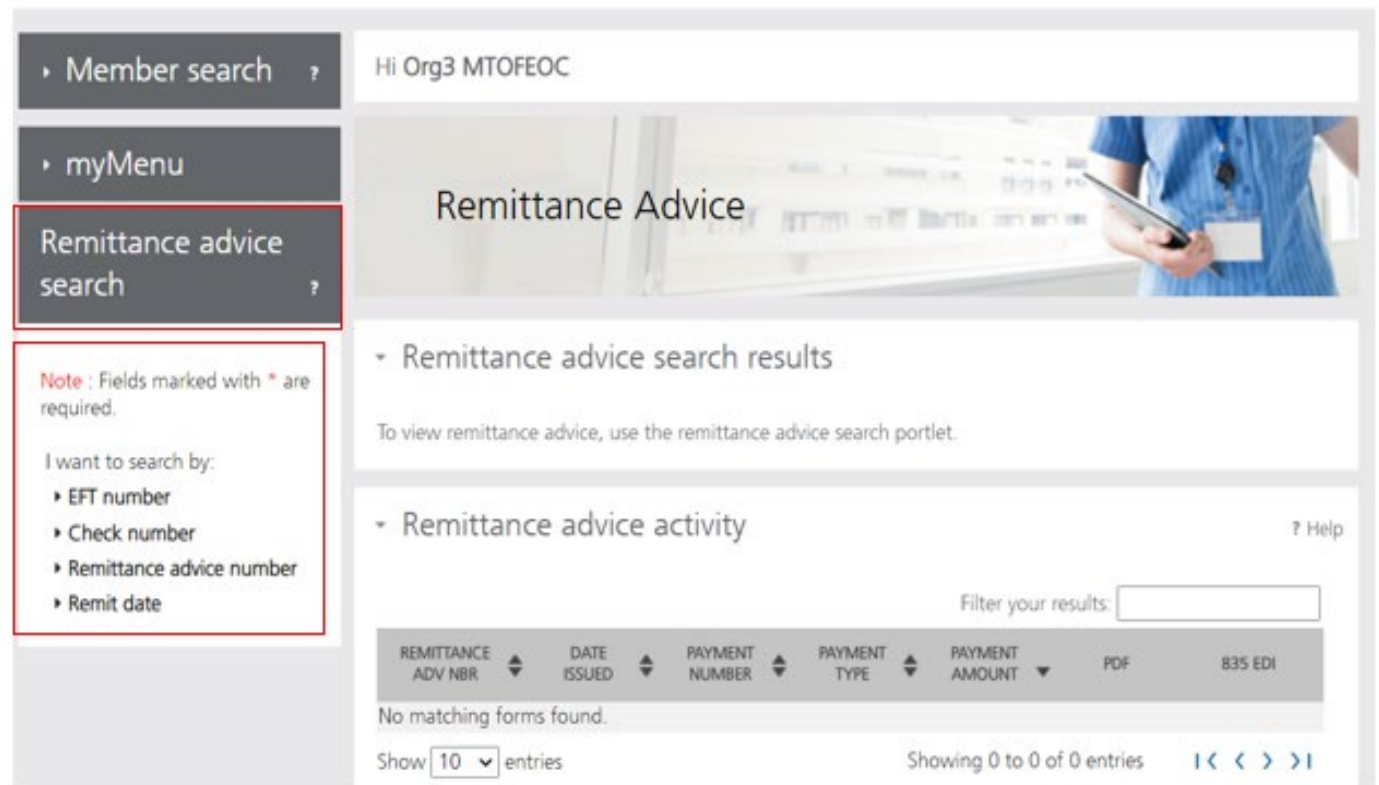 Member search ?
Hi Org3 MTOFEOC
myMenu
Remittance advice
search ?
Note : Fields marked with * are
required.
I want to search by:
EFT number
Check number
Remittance advice number
Remit date
Remittance Advice
Remittance advice search results
To view remittance advice, use the remittance advice search portlet.
Remittance advice activity
? Help
Filter your results:
REMITTANCE ADV NBR
DATE ISSUED
PAYMENT NUMBER
PAYMENT TYPE
PAYMENT AMOUNT
PDF
835 EDI
No matching forms found.
Show 10 entries
Showing 0 to 0 of 0 entries